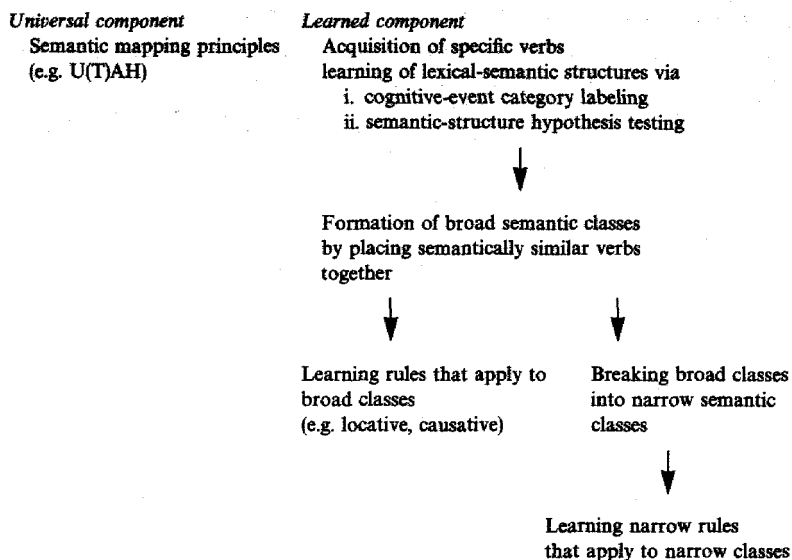 Universal component
Semantic mapping principles
(e.g. U(T)AH)
Learned component
Acquisition of specific verbs
learning of lexical-semantic structures via
i. cognitive-event category labeling
ii. semantic-structure hypothesis testing
Formation of broad semantic classes
by placing semantically similar verbs
together
Learning rules that apply to
broad classes
(e.g. locative, causative)
Breaking broad classes
into narrow semantic
classes
Learning narrow rules
that apply to narrow classes